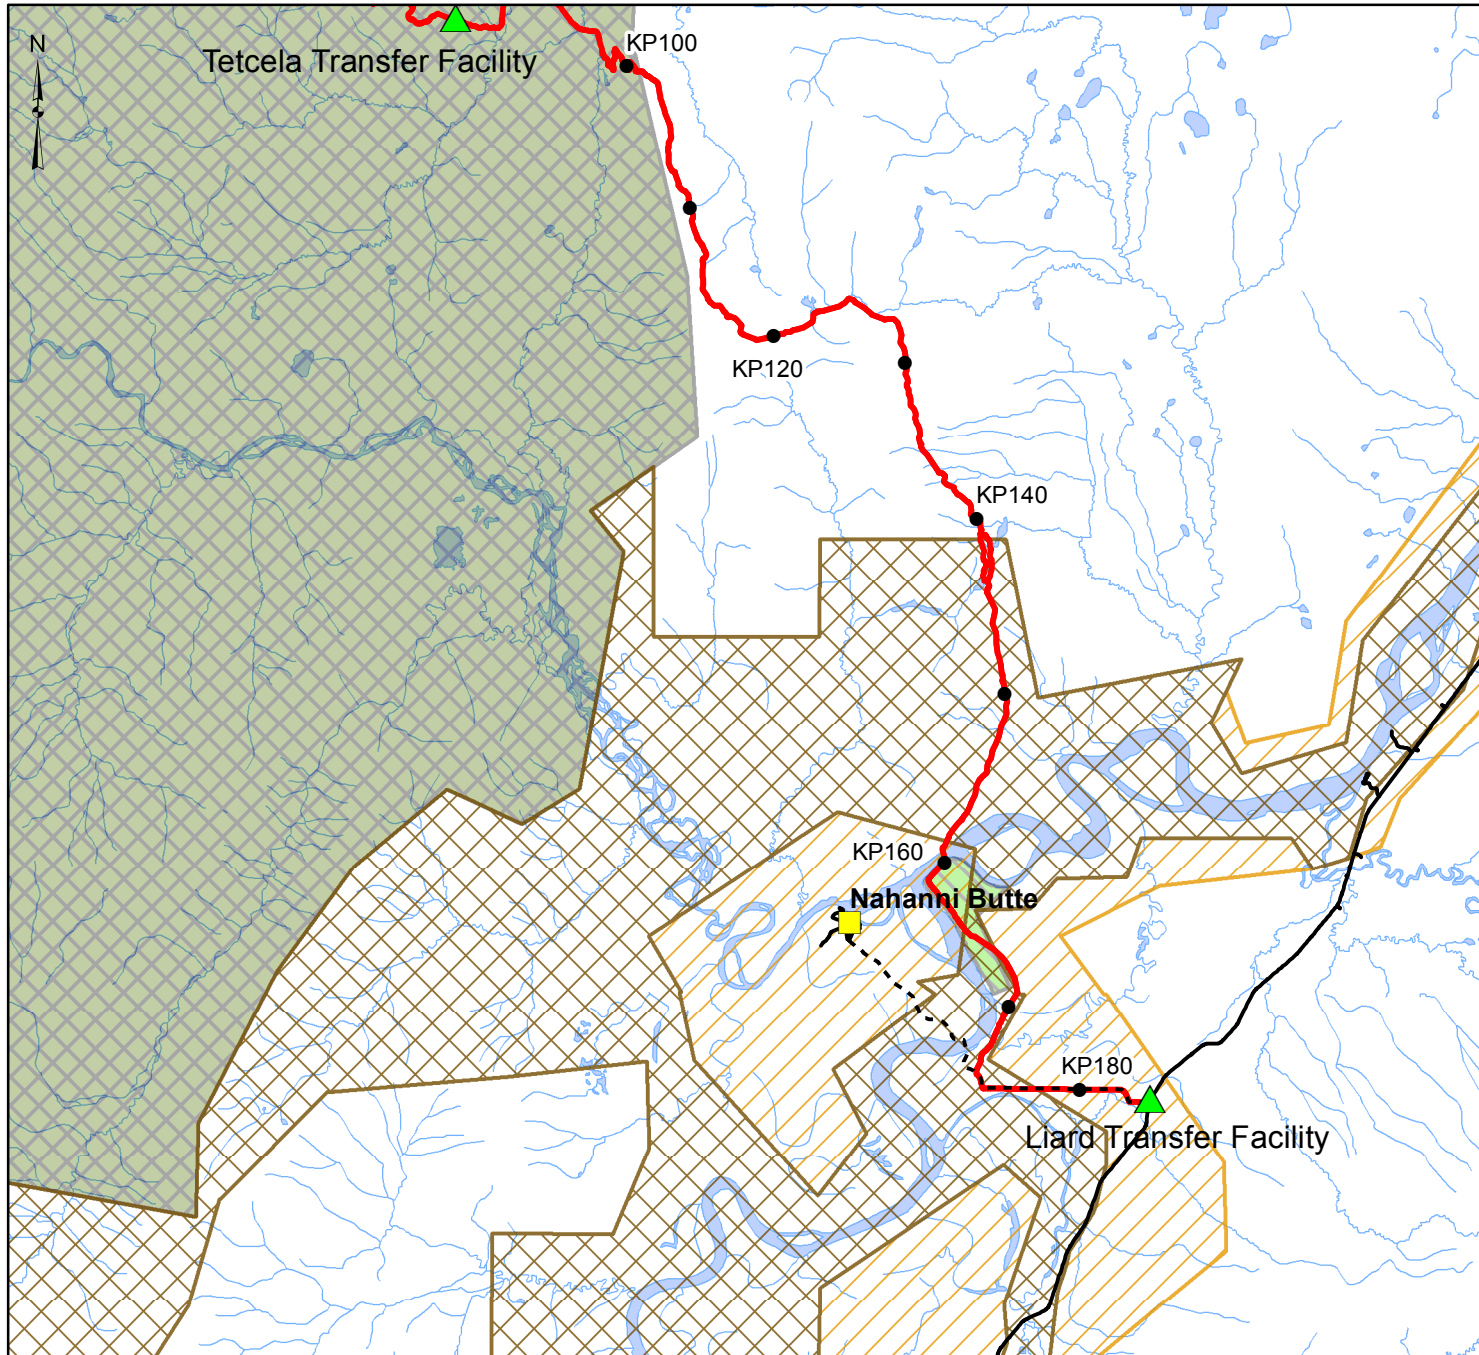 N
KP100
Tetcela Transfer Facility
KP120
KP140
KP160
Nahanni Butte
KP180
Liard Transfer Facility